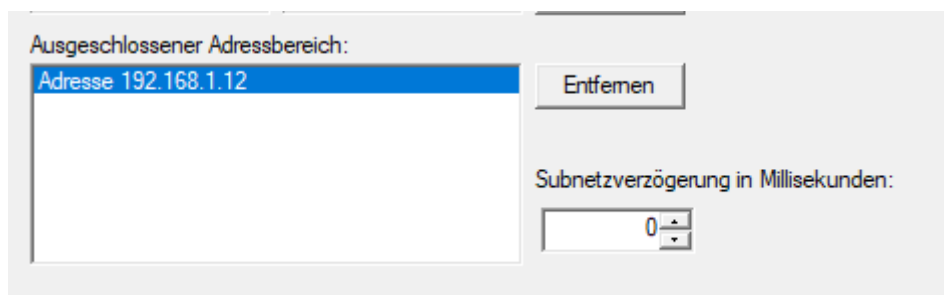 Ausgeschlossener Adressbereich:
Adresse 192.168.1.12
Entfernen
Subnetzverzögerung in Millisekunden:
0